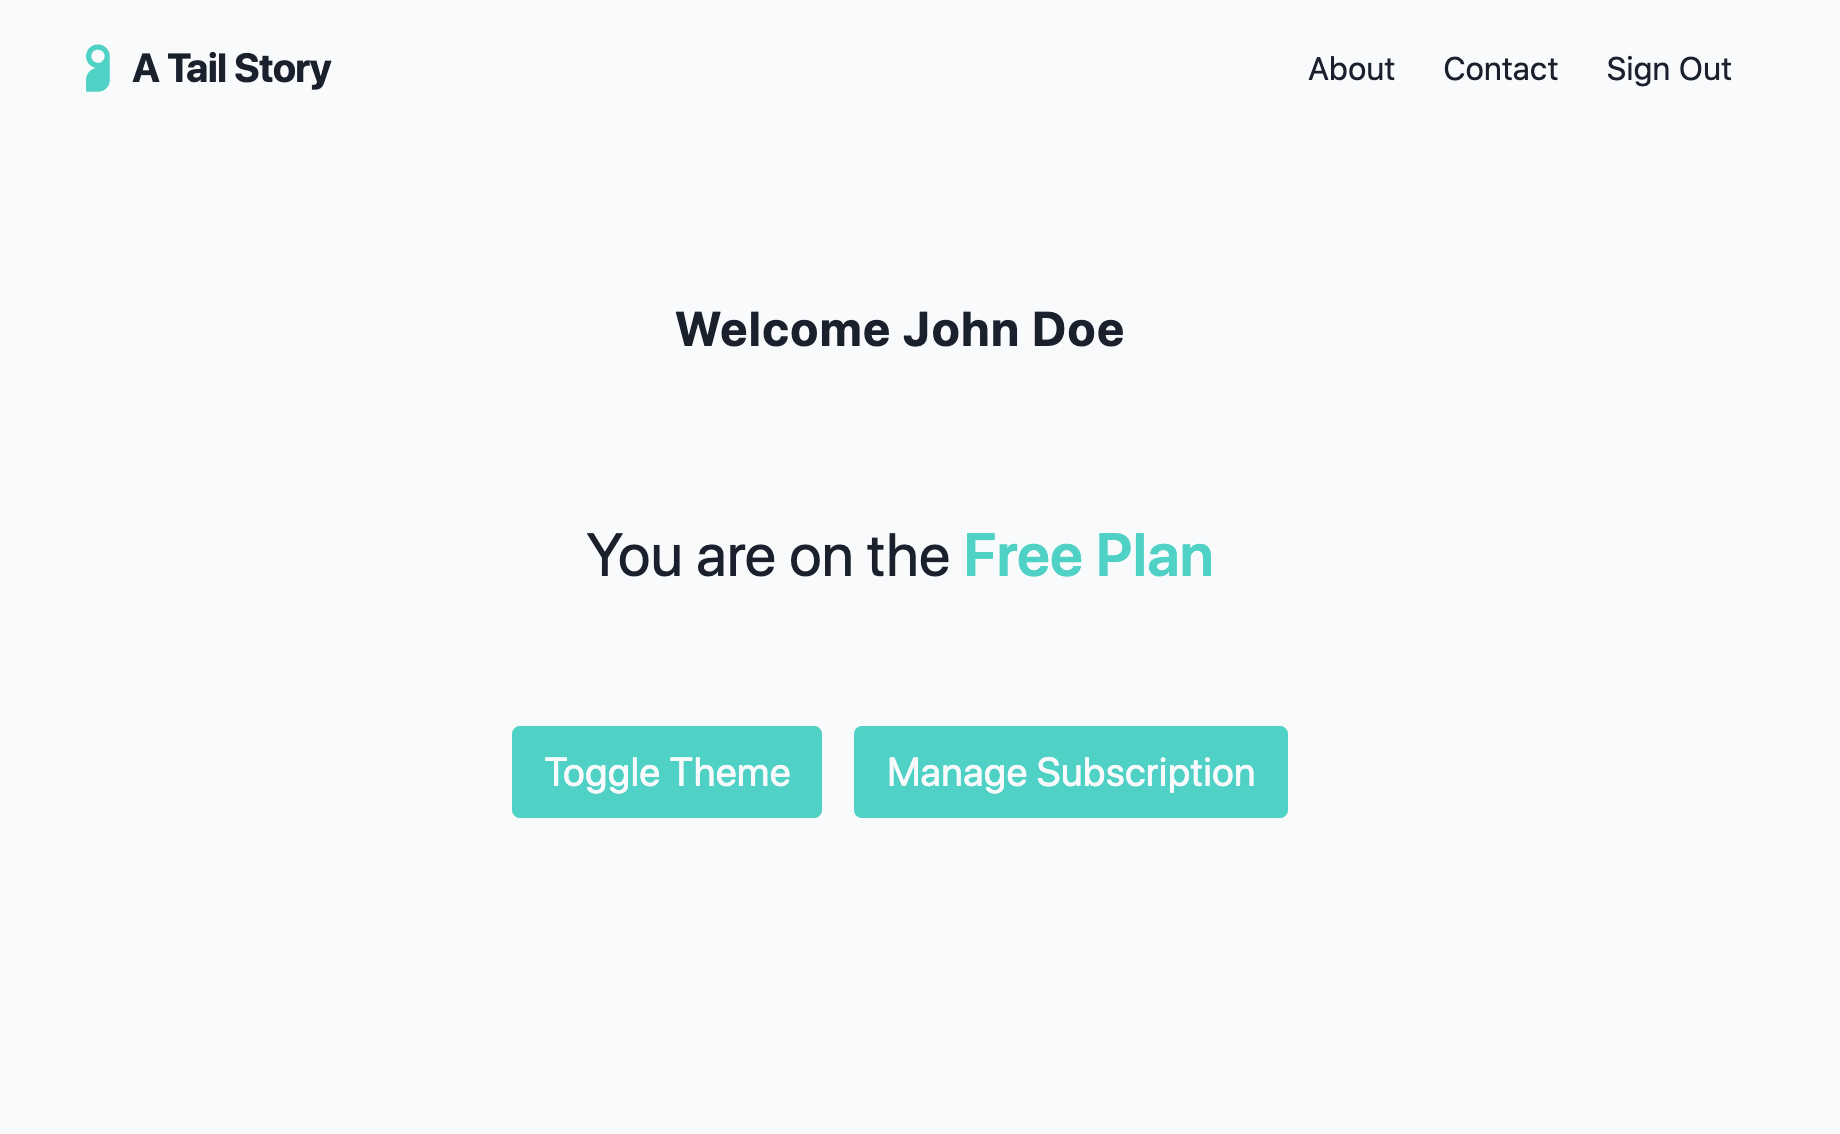 A Tail Story
About Contact Sign Out
Welcome John Doe
You are on the Free Plan
Toggle Theme
Manage Subscription